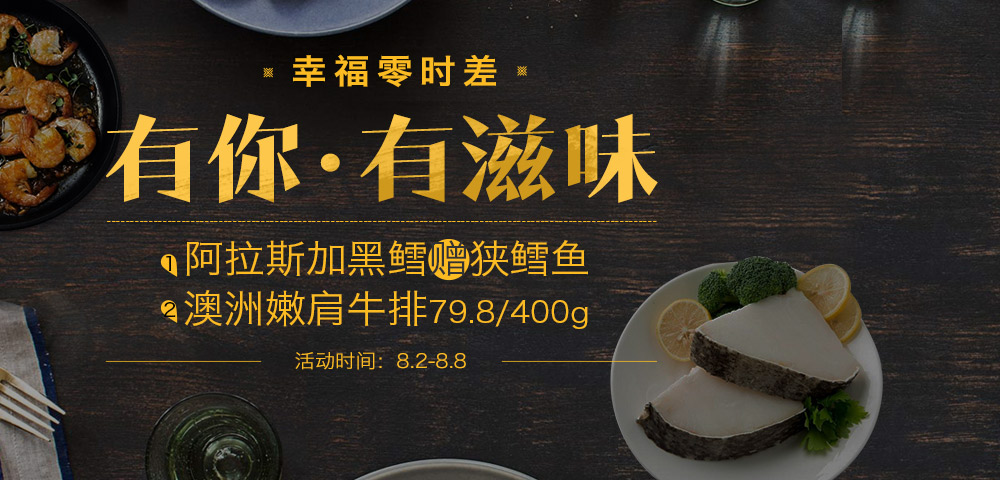 幸福零时差
有你·有滋味
1 阿拉斯加黑鳕赠狭鳕鱼
2 澳洲嫩肩牛排79.8/400g
活动时间：8.2-8.8